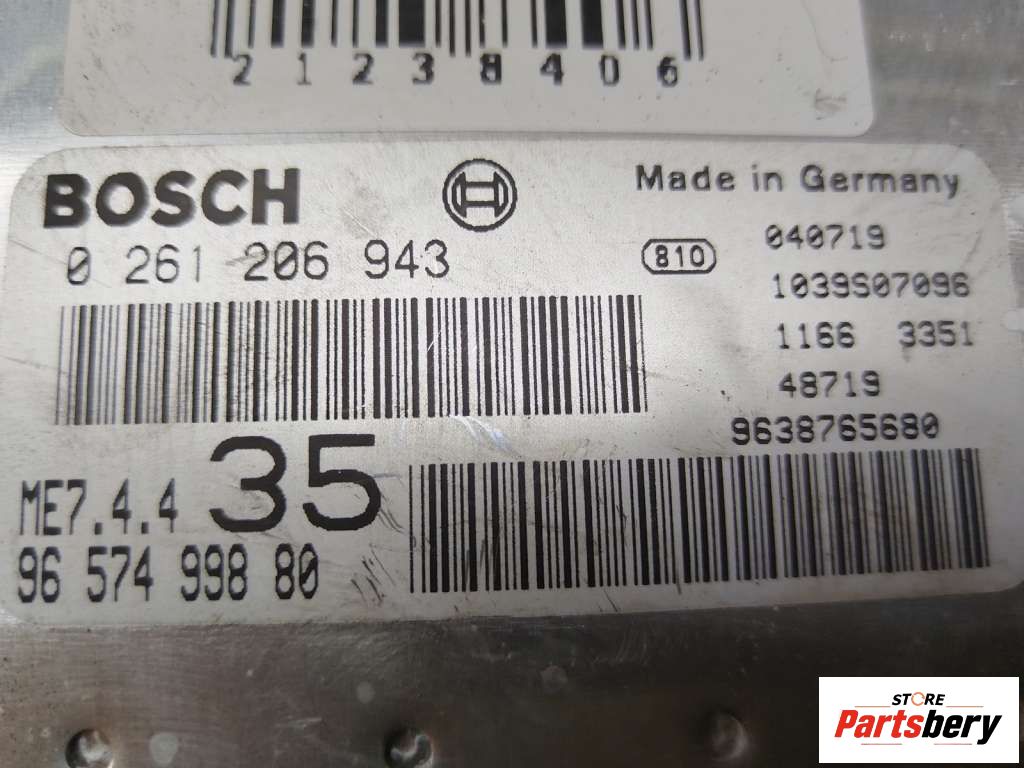 21238406
BOSCH
Made in Germany
0 261 206 943
810
040719
1039S07096
1166 3351
48719
9638765680
35
ME7.4.4
96 574 998 80
STORE
Partsbery